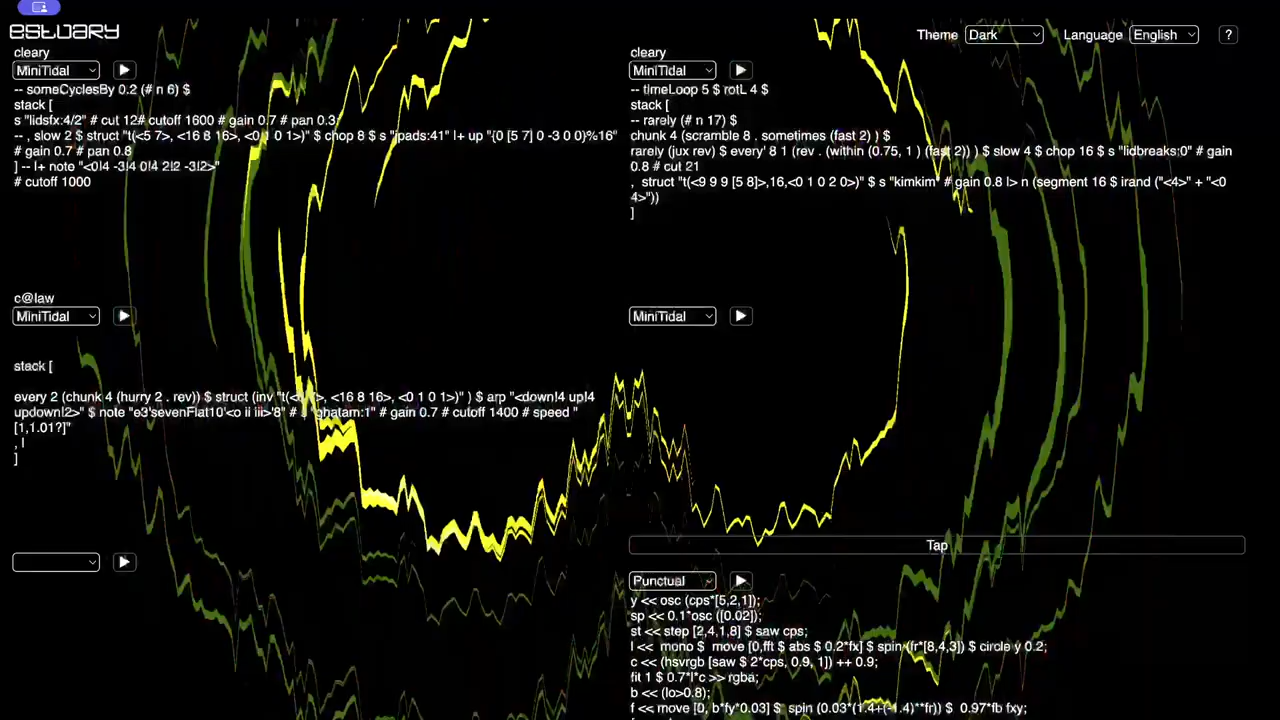 estuary
Theme Dark Language English ?
cleary
MiniTidal
-- someCyclesBy 0.2 (# n 6) $
stack [
s "lidsfx:4/2" # cut 12# cutoff 1600 # gain 0.7 # pan 0.3
-- , slow 2 $ struct "t(<5 7>, <16 8 16>, <0 1 0 1>)" $ chop 8 $ s "jpads:41" |+ up "{0 [5 7] 0 -3 0 0}%16"
# gain 0.7 # pan 0.8
] -- |+ note "<0!4 -3!4 0!4 2!2 -3!2>"
# cutoff 1000
cleary
MiniTidal
-- timeLoop 5 $ rotL 4 $
stack [
-- rarely (# n 17) $
chunk 4 (scramble 8 . sometimes (fast 2) ) $
rarely (jux rev) $ every' 8 1 (rev . (within (0.75, 1 ) (fast 2)) ) $ slow 4 $ chop 16 $ s "lidbreaks:0" # gain
0.8 # cut 21
, struct "t(<9 9 9 [5 8]>,16,<0 1 0 2 0>)" $ s "kimkim" # gain 0.8 |> n (segment 16 $ irand ("<4>" + "<0
4>"))
]
c@law
MiniTidal
stack [
every 2 (chunk 4 (hurry 2 . rev)) $ struct (inv "t(< >, <16 8 16>, <0 1 0 1>)" ) $ arp "<down!4 up!4
updown!2>" $ note "e3'sevenFlat10'<o ii iii>'8" # s "ghatam:1" # gain 0.7 # cutoff 1400 # speed "
[1,1.01?]"
, |
]
MiniTidal
Tap
Punctual
y << osc (cps*[5,2,1]);
sp << 0.1*osc ([0.02]);
st << step [2,4,1,8] $ saw cps;
l << mono $ move [0,fft $ abs $ 0.2*fx] $ spin (fr*[8,4,3]) $ circle y 0.2;
c << (hsvrgb [saw $ 2*cps, 0.9, 1]) ++ 0.9;
fit 1 $ 0.7*l*c >> rgba;
b << (lo>0.8);
f << move [0, b*fy*0.03] $ spin (0.03*(1.4+(-1.4)**fr)) $ 0.97*fb fxy;